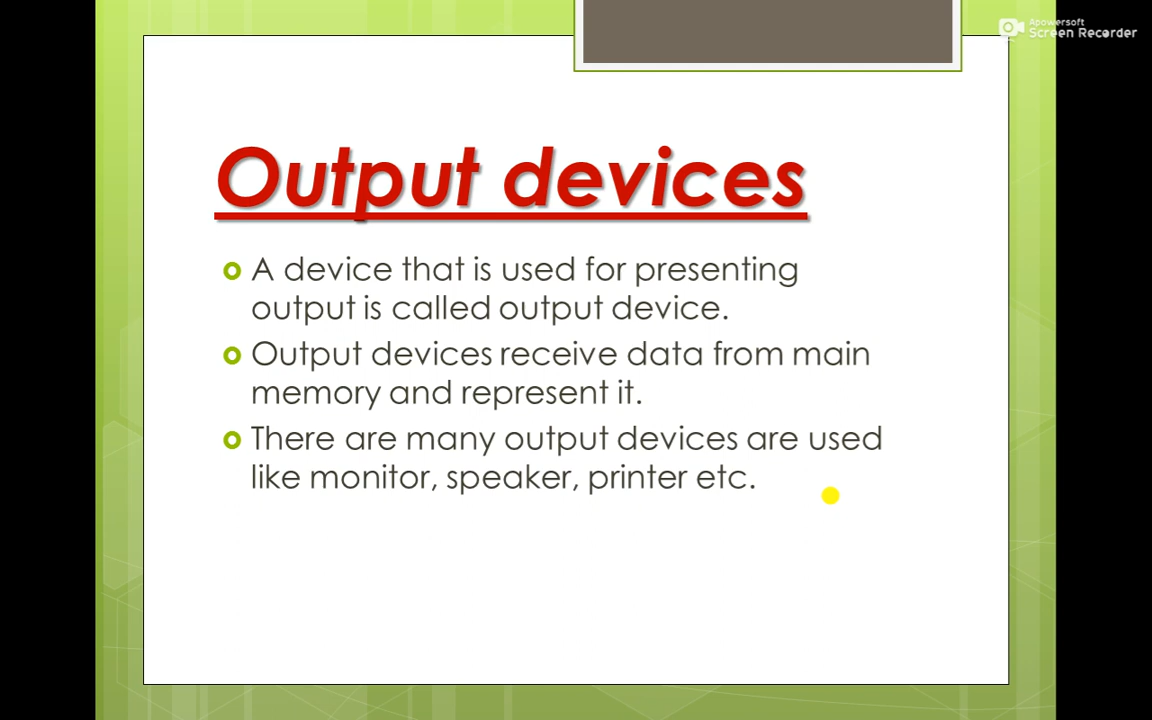 Apowersoft
Screen Recorder
Output devices
A device that is used for presenting
output is called output device.
Output devices receive data from main
memory and represent it.
There are many output devices are used
like monitor, speaker, printer etc.